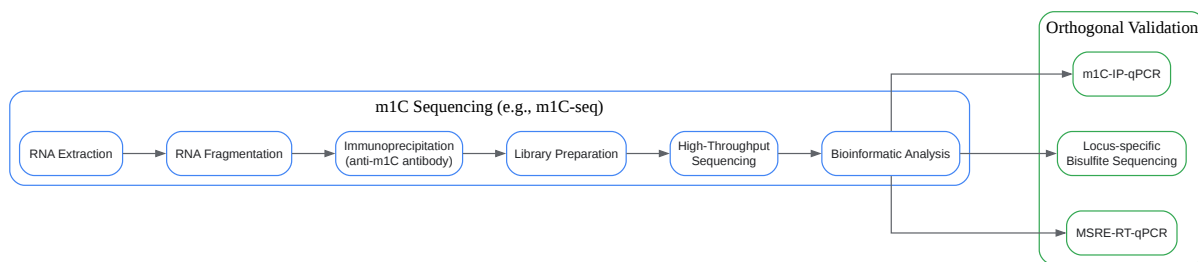 Orthogonal Validation
m1C-IP-qPCR
m1C Sequencing (e.g., m1C-seq)
RNA Extraction
RNA Fragmentation
Immunoprecipitation
(anti-m1C antibody)
Library Preparation
High-Throughput
Sequencing
Bioinformatic Analysis
Locus-specific
Bisulfite Sequencing
MSRE-RT-qPCR